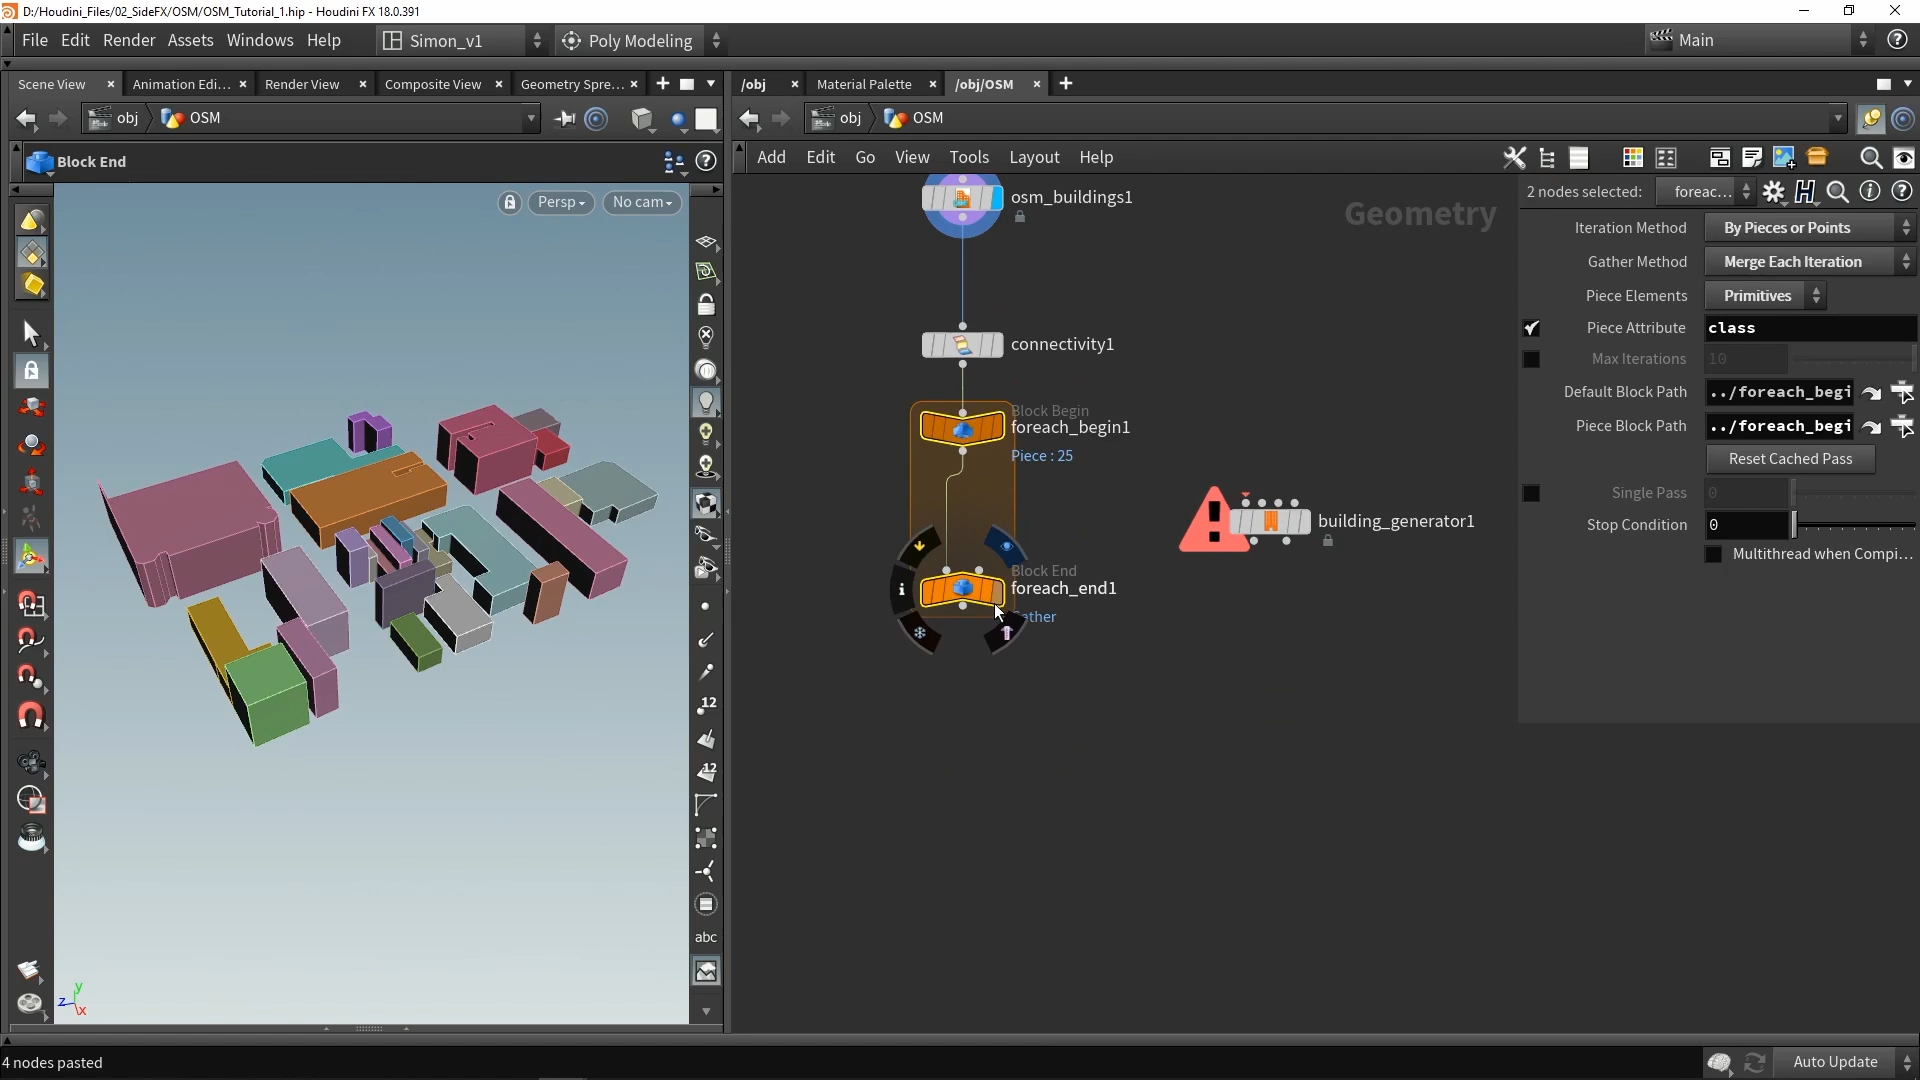 D:/Houdini_Files/02_SideFX/OSM/OSM_Tutorial_1.hip - Houdini FX 18.0.391
File Edit Render Assets Windows Help Simon_v1 Poly Modeling Main
Scene View Animation Edi... Render View Composite View Geometry Spre... /obj Material Palette /obj/OSM
obj OSM obj OSM
Block End Add Edit Go View Tools Layout Help
Persp No cam
osm_buildings1
Geometry
connectivity1
Block Begin
foreach_begin1
Piece : 25
building_generator1
Block End
foreach_end1
ather
2 nodes selected: foreac...
Iteration Method By Pieces or Points
Gather Method Merge Each Iteration
Piece Elements Primitives
Piece Attribute class
Max Iterations 10
Default Block Path ../foreach_begi
Piece Block Path ../foreach_begi
Reset Cached Pass
Single Pass 0
Stop Condition 0
Multithread when Compi...
12
12
abc
y
z
x
4 nodes pasted Auto Update